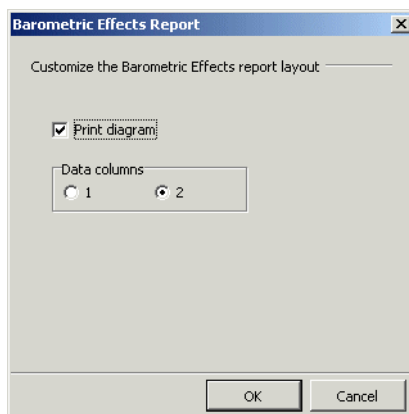 Barometric Effects Report
Customize the Barometric Effects report layout
Print diagram
Data columns
1 2
OK Cancel